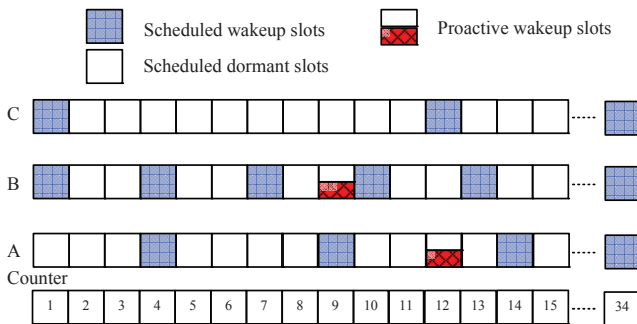 Scheduled wakeup slots
Proactive wakeup slots
Scheduled dormant slots
C
B
A
Counter
1 2 3 4 5 6 7 8 9 10 11 12 13 14 15 34